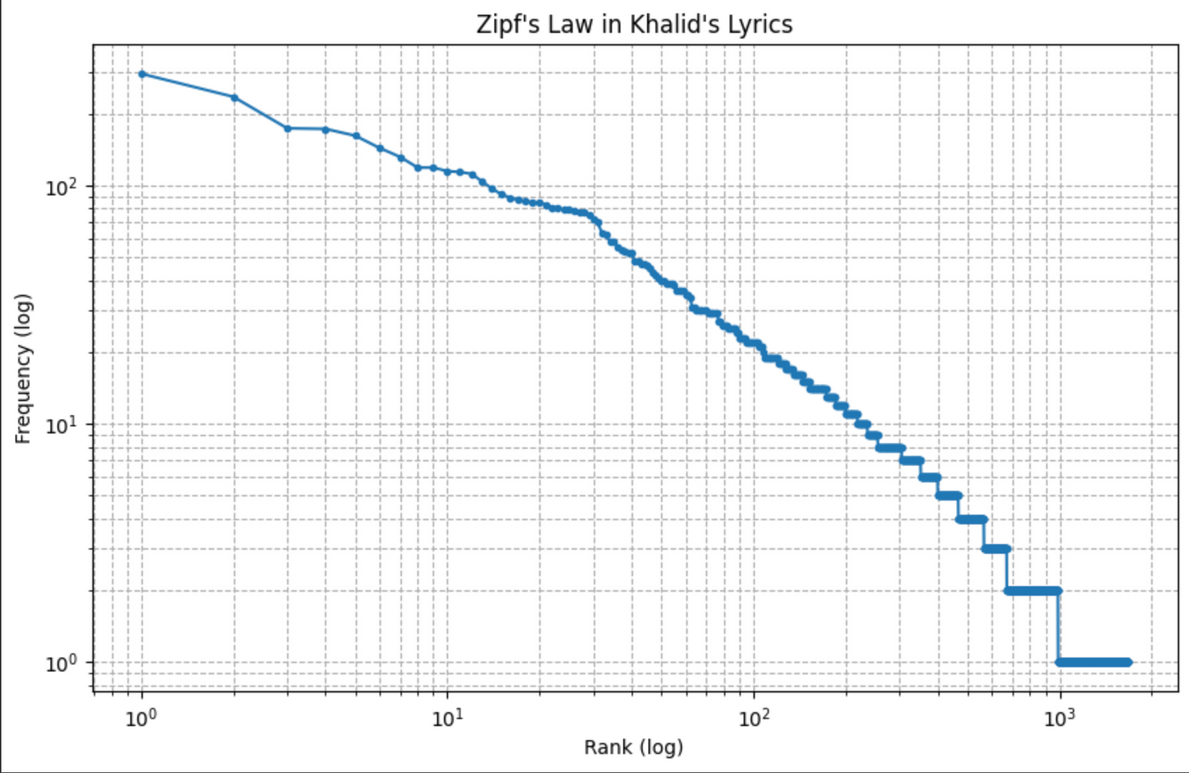 Zipf's Law in Khalid's Lyrics
Frequency (log)
10²
10¹
10⁰
10⁰ 10¹ 10² 10³
Rank (log)